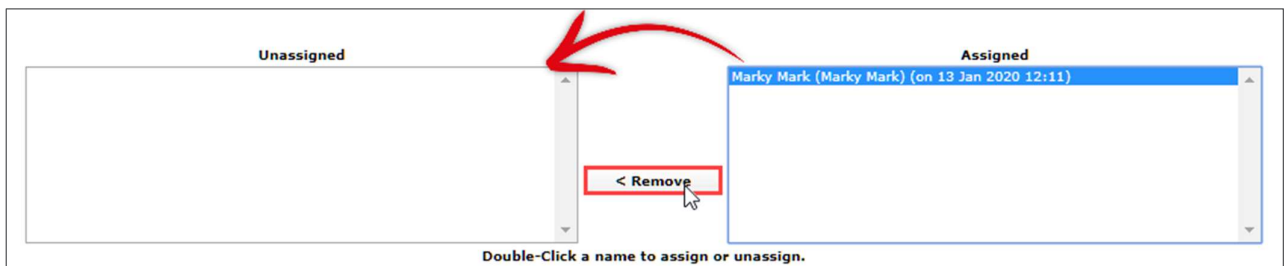 Unassigned
Assigned
Marky Mark (Marky Mark) (on 13 Jan 2020 12:11)
< Remove
Double-Click a name to assign or unassign.